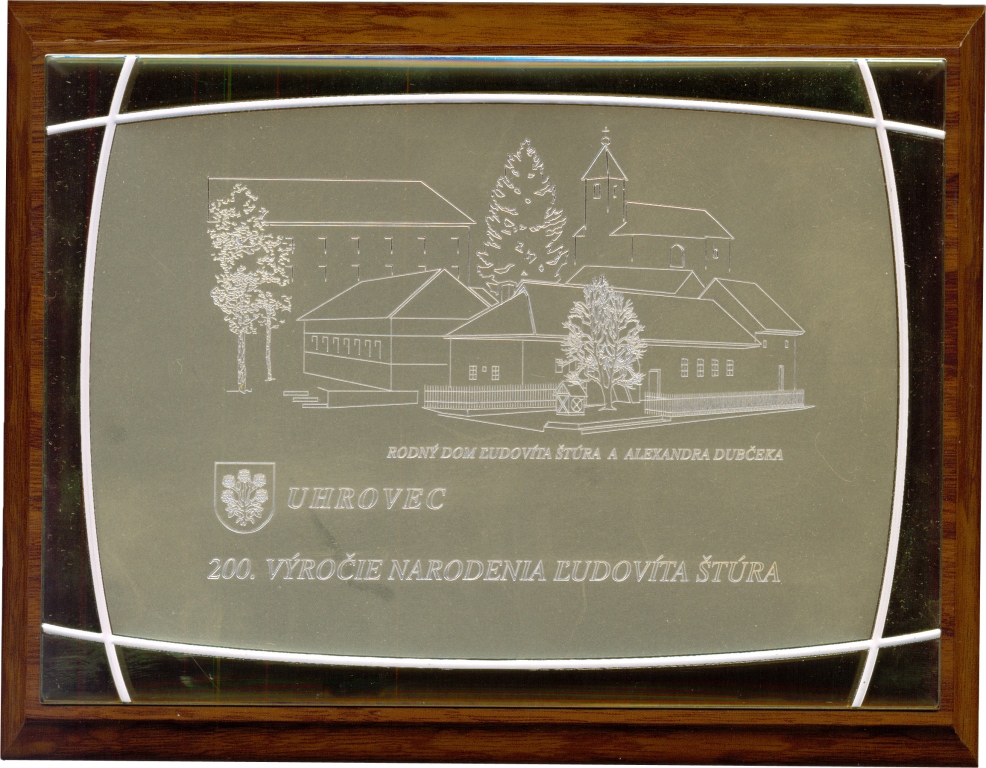 RODNÝ DOM ĽUDOVÍTA ŠTÚRA A ALEXANDRA DUBČEKA
UHROVEC
200. VÝROČIE NARODENIA ĽUDOVÍTA ŠTÚRA